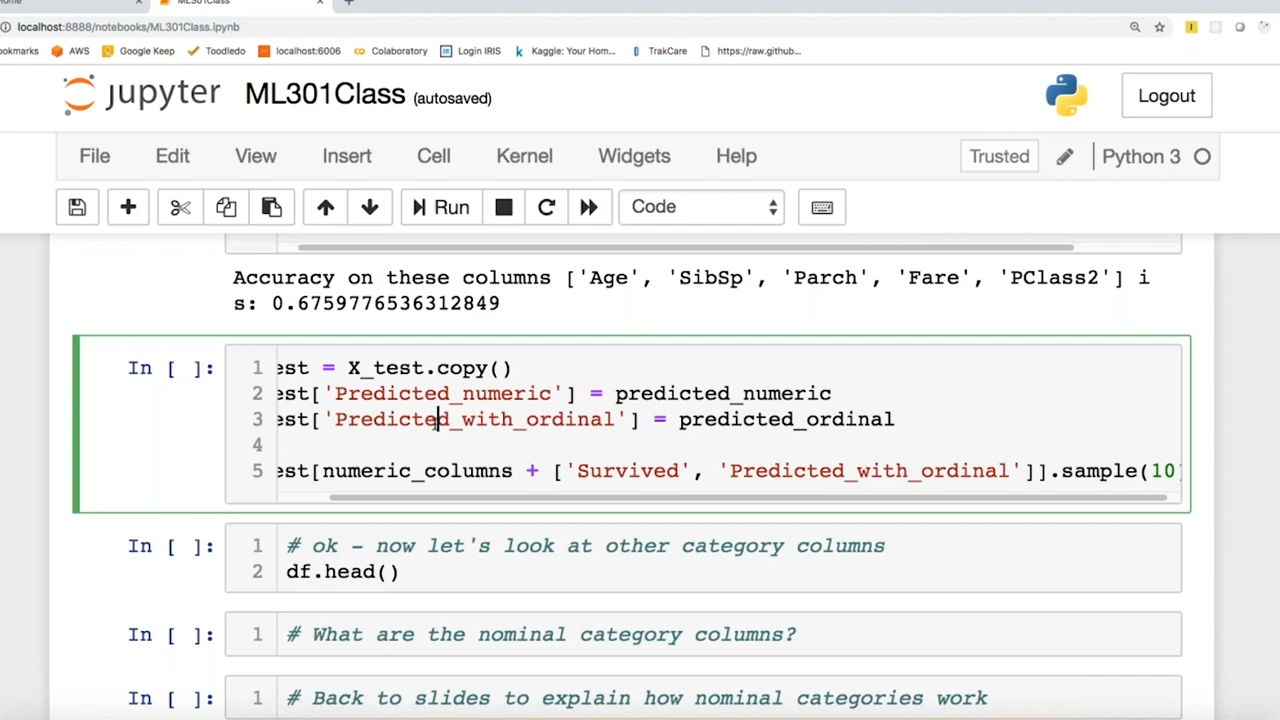 Home
ML301Class
localhost:8888/notebooks/ML301Class.ipynb
ookmarks AWS Google Keep Toodledo localhost:6006 Colaboratory Login IRIS Kaggle: Your Hom... TrakCare https://raw.github...
jupyter ML301Class (autosaved) Logout
File Edit View Insert Cell Kernel Widgets Help Trusted Python 3
Run Code
Accuracy on these columns ['Age', 'SibSp', 'Parch', 'Fare', 'PClass2'] i
s: 0.6759776536312849
In [ ]: 1 est = X_test.copy()
2 est['Predicted_numeric'] = predicted_numeric
3 est['Predicted_with_ordinal'] = predicted_ordinal
4
5 est[numeric_columns + ['Survived', 'Predicted_with_ordinal']].sample(10
In [ ]: 1 # ok - now let's look at other category columns
2 df.head()
In [ ]: 1 # What are the nominal category columns?
In [ ]: 1 # Back to slides to explain how nominal categories work